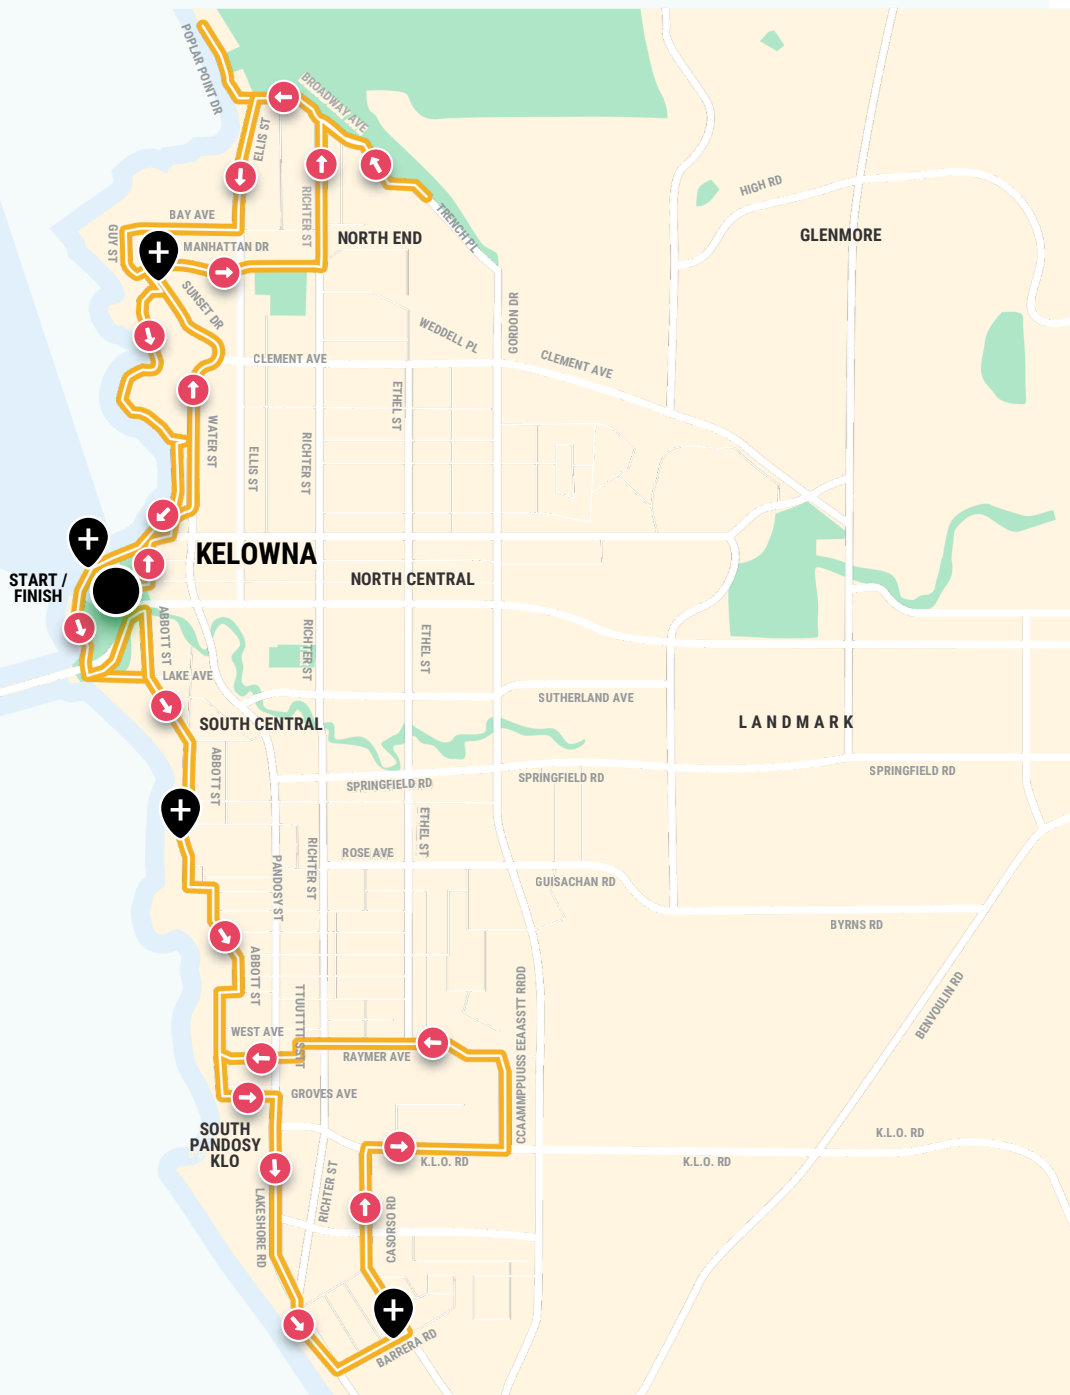 POPLAR POINT DR
BROADWAY AVE
ELLIS ST
RICHTER ST
HIGH RD
BAY AVE
GUY ST
MANHATTAN DR
NORTH END
TRENCH PL
GLENMORE
SUNSET DR
WEDDELL PL
GORDON DR
CLEMENT AVE
CLEMENT AVE
ETHEL ST
WATER ST
ELLIS ST
RICHTER ST
KELOWNA
START /
FINISH
NORTH CENTRAL
ABBOTT ST
RICHTER ST
ETHEL ST
LAKE AVE
SUTHERLAND AVE
SOUTH CENTRAL
LANDMARK
ABBOTT ST
SPRINGFIELD RD
SPRINGFIELD RD
SPRINGFIELD RD
ETHEL ST
RICHTER ST
ROSE AVE
PANDOSY ST
GUISACHAN RD
BYRNS RD
ABBOTT ST
TTUUTTTTSSTT
CCAAMMPPUUSS EEAASSTT RRDD
BENVOULIN RD
WEST AVE
RAYMER AVE
GROVES AVE
SOUTH
PANDOSY
KLO
K.L.O. RD
K.L.O. RD
K.L.O. RD
RICHTER ST
LAKESHORE RD
CASORSO RD
BARRERA RD